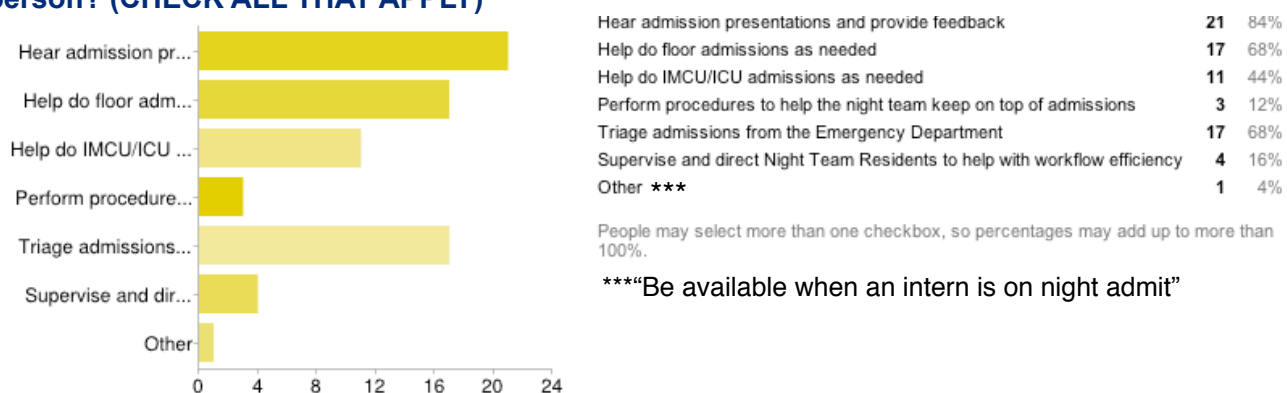 person? (CHECK ALL THAT APPLY)
Hear admission pr...
Help do floor adm...
Help do IMCU/ICU ...
Perform procedure...
Triage admissions...
Supervise and dir...
Other
0 4 8 12 16 20 24
Hear admission presentations and provide feedback 21 84%
Help do floor admissions as needed 17 68%
Help do IMCU/ICU admissions as needed 11 44%
Perform procedures to help the night team keep on top of admissions 3 12%
Triage admissions from the Emergency Department 17 68%
Supervise and direct Night Team Residents to help with workflow efficiency 4 16%
Other *** 1 4%
People may select more than one checkbox, so percentages may add up to more than
100%.
***“Be available when an intern is on night admit”